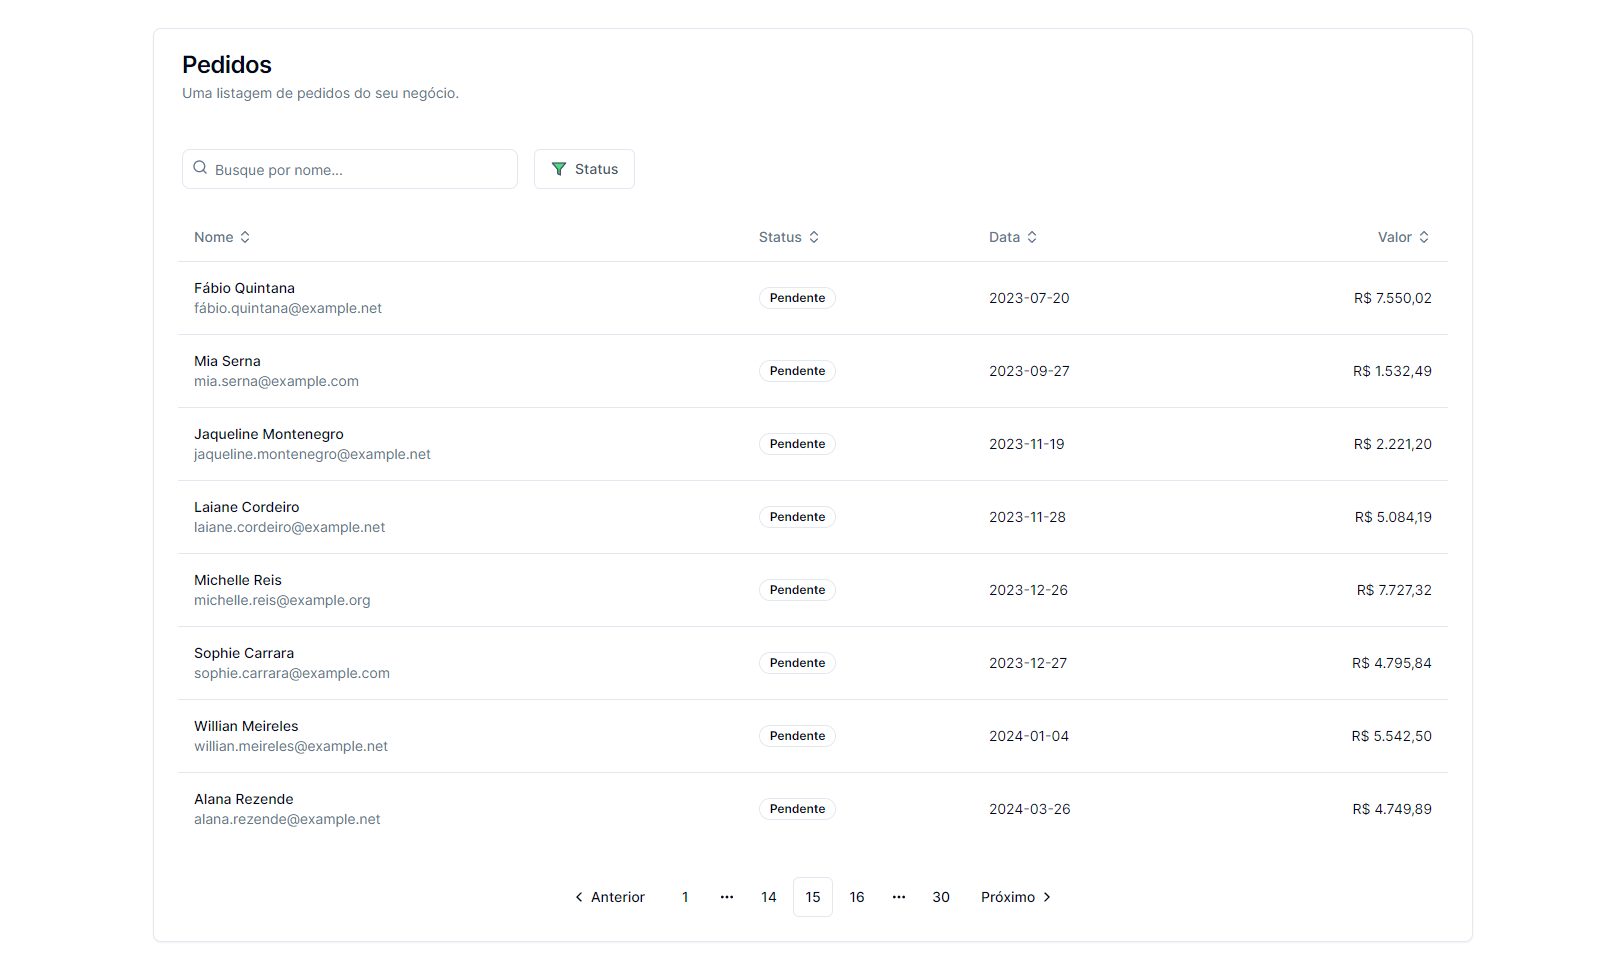 Pedidos
Uma listagem de pedidos do seu negócio.
Busque por nome...
Status
Nome Status Data Valor
Fábio Quintana
fábio.quintana@example.net
Pendente 2023-07-20 R$ 7.550,02
Mia Serna
mia.serna@example.com
Pendente 2023-09-27 R$ 1.532,49
Jaqueline Montenegro
jaqueline.montenegro@example.net
Pendente 2023-11-19 R$ 2.221,20
Laiane Cordeiro
laiane.cordeiro@example.net
Pendente 2023-11-28 R$ 5.084,19
Michelle Reis
michelle.reis@example.org
Pendente 2023-12-26 R$ 7.727,32
Sophie Carrara
sophie.carrara@example.com
Pendente 2023-12-27 R$ 4.795,84
Willian Meireles
willian.meireles@example.net
Pendente 2024-01-04 R$ 5.542,50
Alana Rezende
alana.rezende@example.net
Pendente 2024-03-26 R$ 4.749,89
Anterior 1 ... 14 15 16 ... 30 Próximo